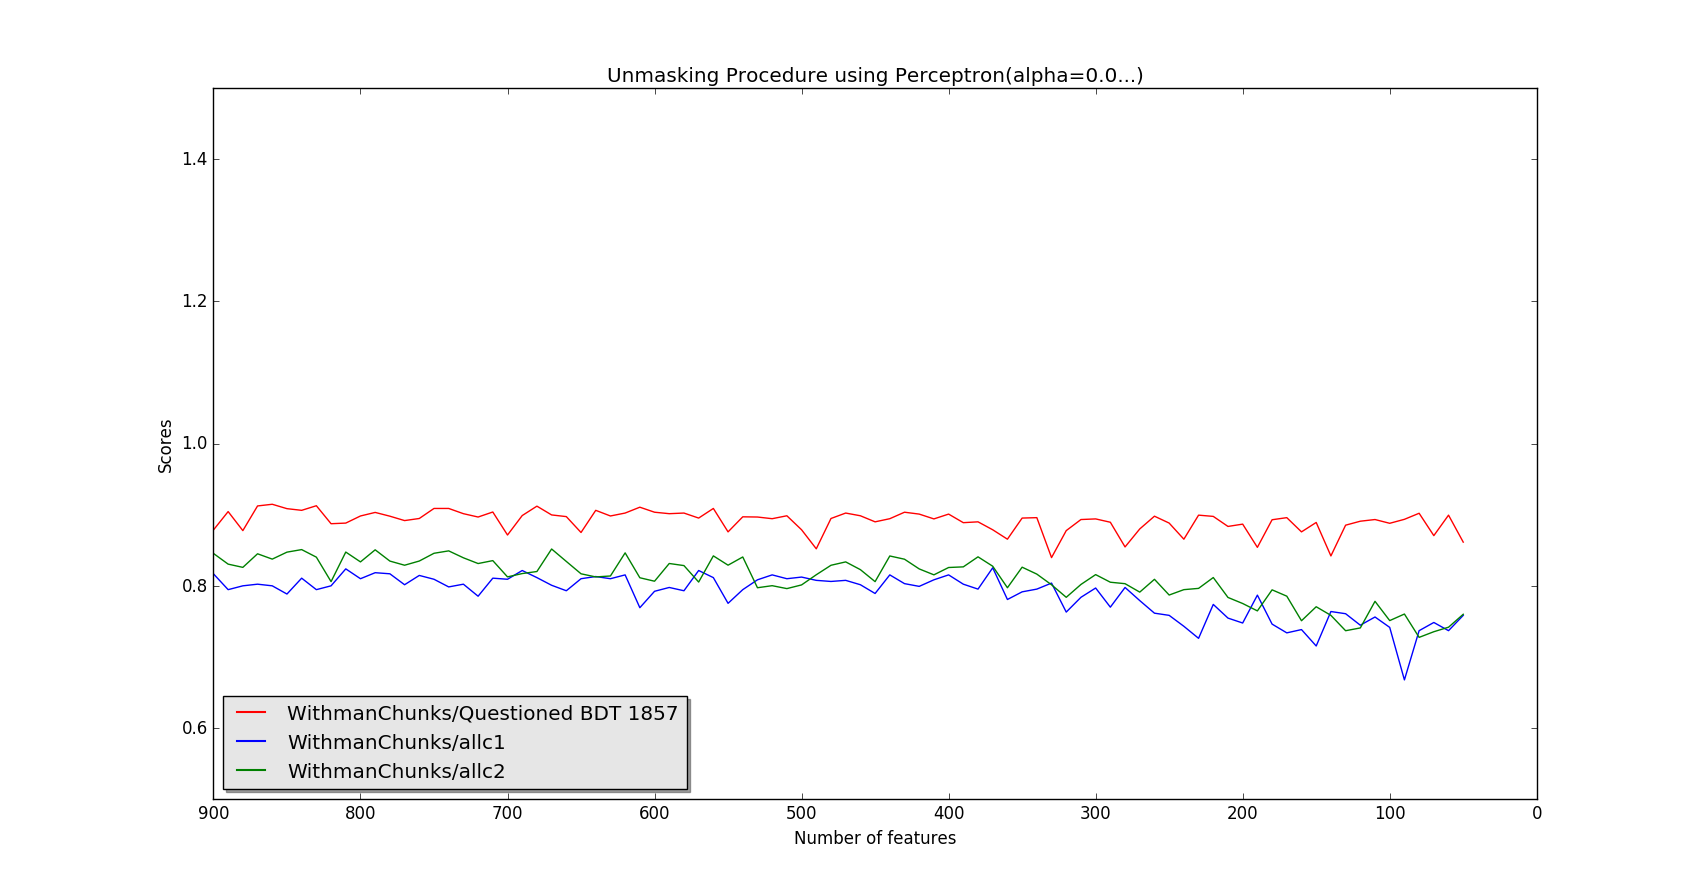 Unmasking Procedure using Perceptron(alpha=0.0...)
1.4
1.2
1.0
0.8
0.6
Scores
WithmanChunks/Questioned BDT 1857
WithmanChunks/allc1
WithmanChunks/allc2
900 800 700 600 500 400 300 200 100 0
Number of features